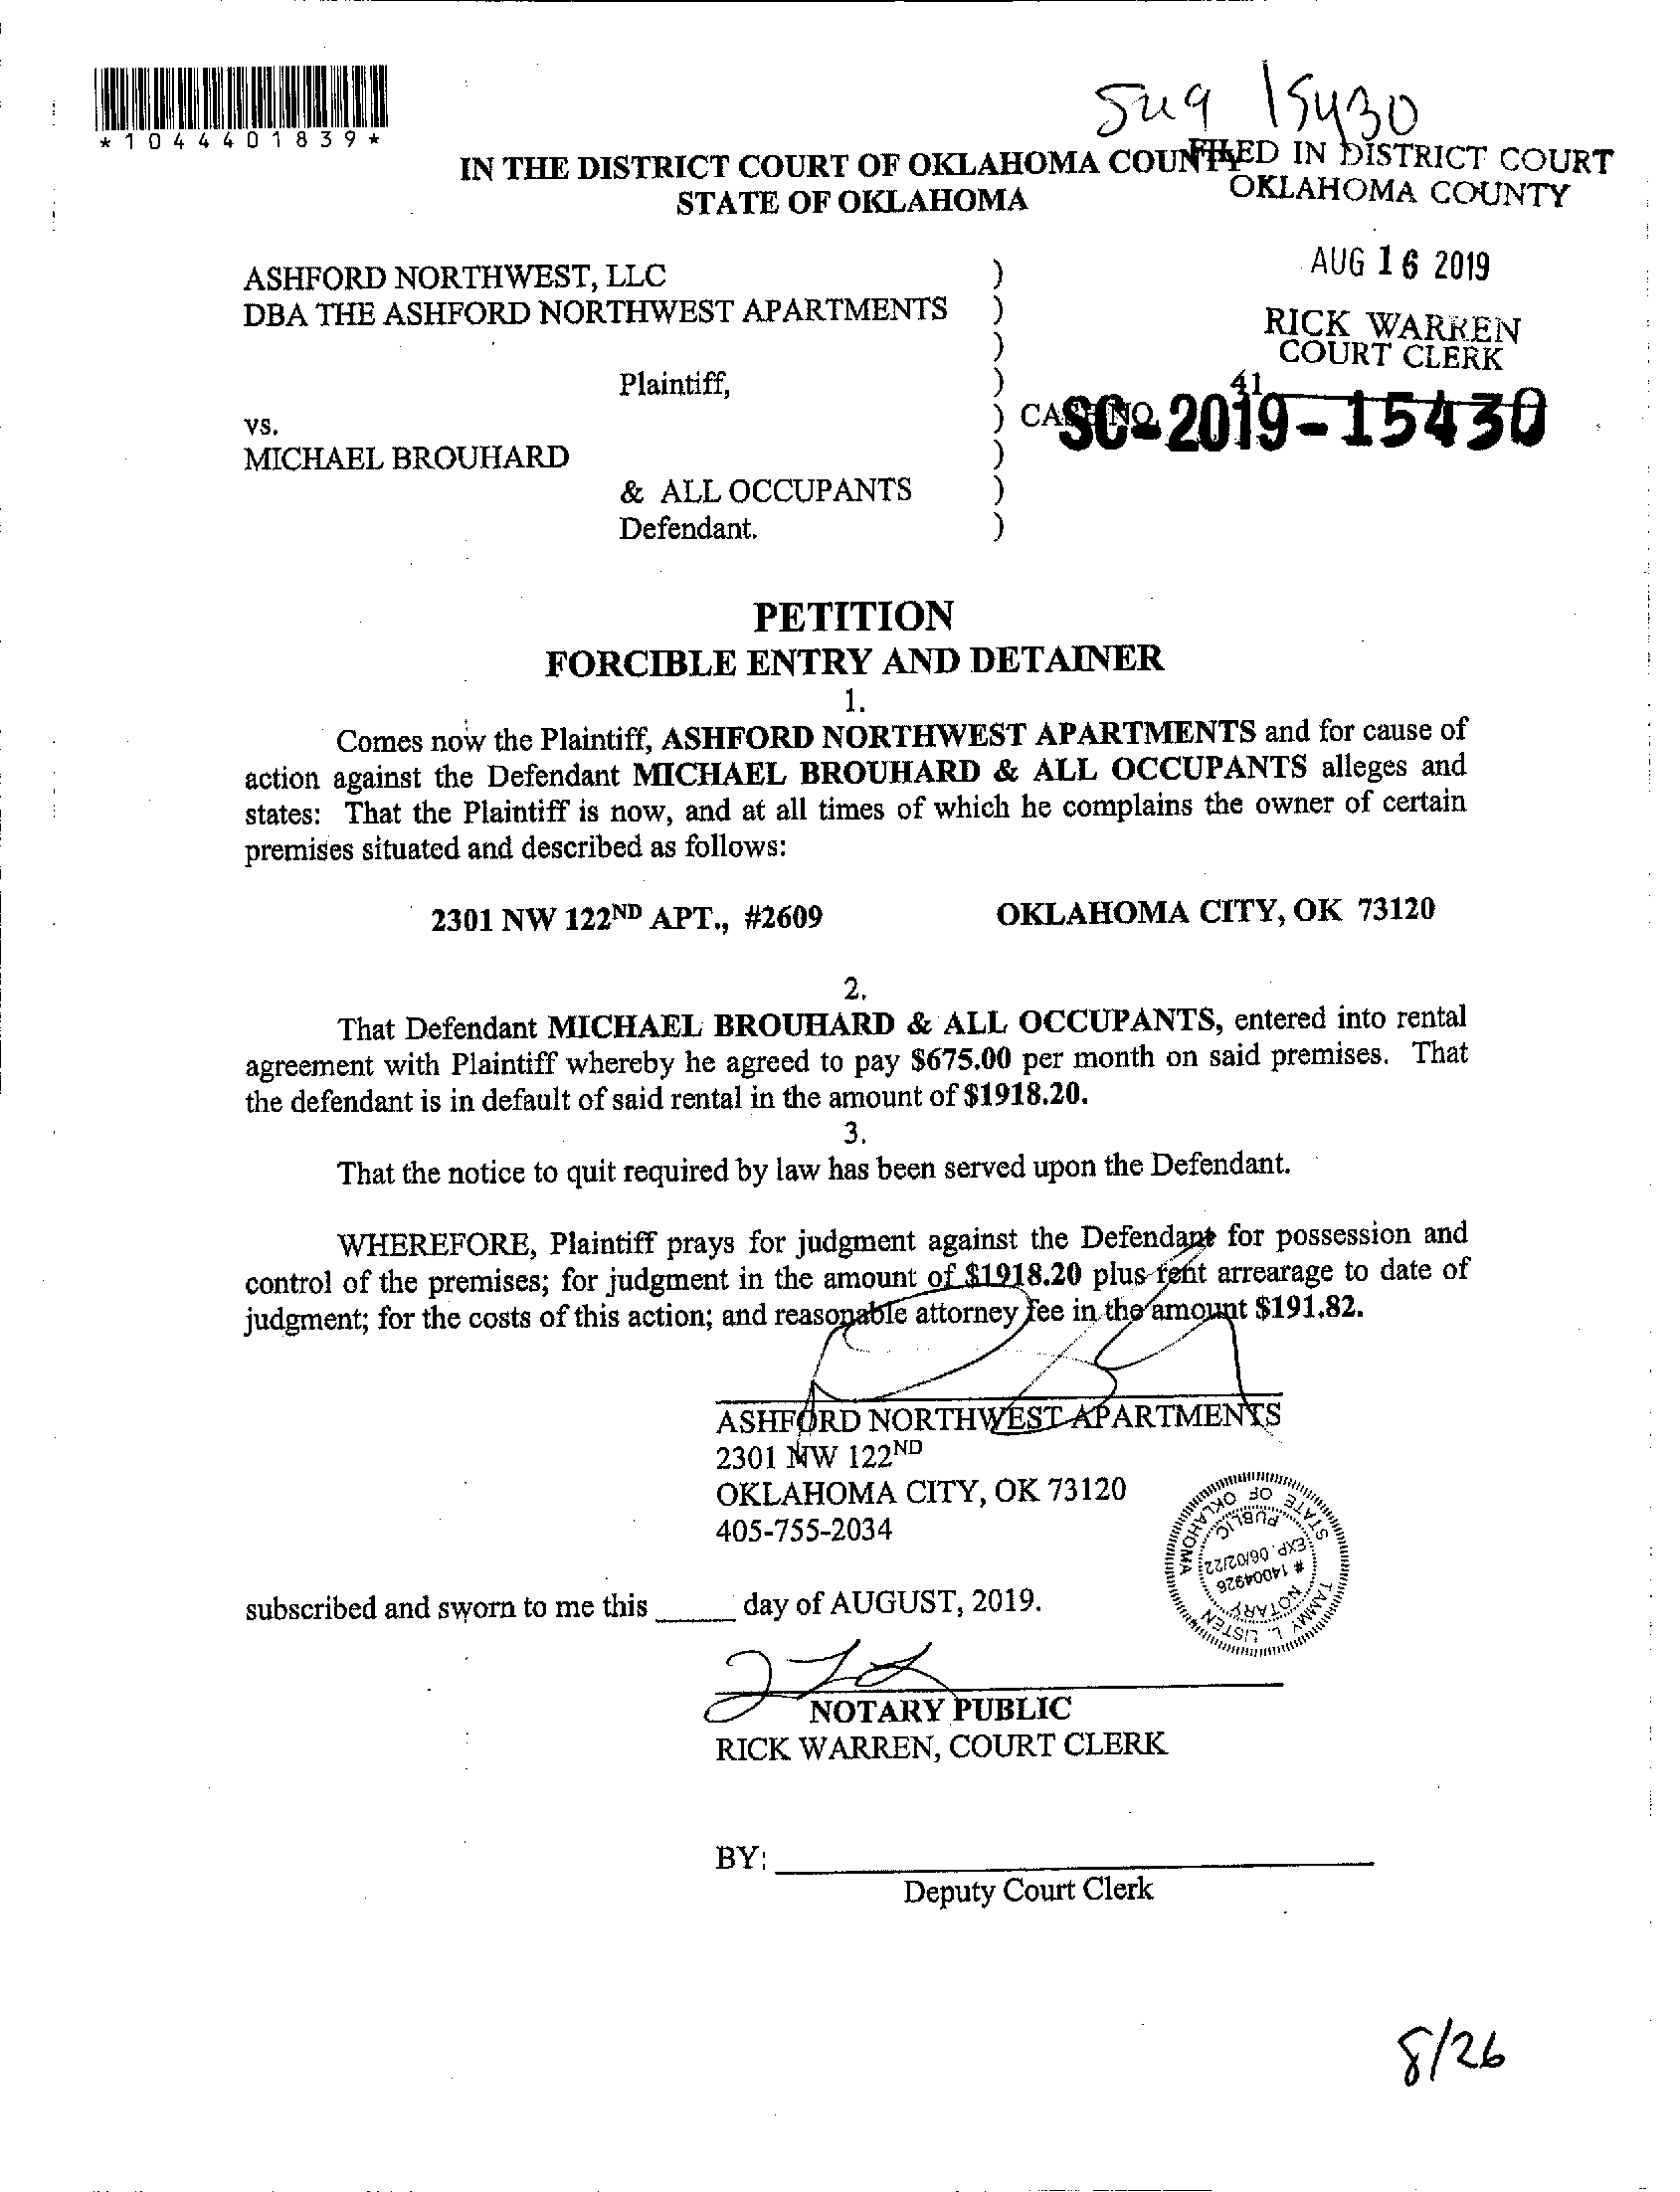 *1044401839*
15430
IN THE DISTRICT COURT OF OKLAHOMA COUNTY
STATE OF OKLAHOMA
FILED IN DISTRICT COURT
OKLAHOMA COUNTY
AUG 16 2019
RICK WARREN
COURT CLERK
41
ASHFORD NORTHWEST, LLC )
DBA THE ASHFORD NORTHWEST APARTMENTS )
)
Plaintiff, )
vs. ) CASE NO. SC-2019-15430
MICHAEL BROUHARD )
& ALL OCCUPANTS )
Defendant. )
PETITION
FORCIBLE ENTRY AND DETAINER
1.
Comes now the Plaintiff, ASHFORD NORTHWEST APARTMENTS and for cause of
action against the Defendant MICHAEL BROUHARD & ALL OCCUPANTS alleges and
states: That the Plaintiff is now, and at all times of which he complains the owner of certain
premises situated and described as follows:
2301 NW 122ND APT., #2609 OKLAHOMA CITY, OK 73120
2.
That Defendant MICHAEL BROUHARD & ALL OCCUPANTS, entered into rental
agreement with Plaintiff whereby he agreed to pay $675.00 per month on said premises. That
the defendant is in default of said rental in the amount of $1918.20.
3.
That the notice to quit required by law has been served upon the Defendant.
WHEREFORE, Plaintiff prays for judgment against the Defendant for possession and
control of the premises; for judgment in the amount of $1918.20 plus rent arrearage to date of
judgment; for the costs of this action; and reasonable attorney fee in the amount $191.82.
ASHFORD NORTHWEST APARTMENTS
2301 NW 122ND
OKLAHOMA CITY, OK 73120
405-755-2034
TAMMY L. LISTEN
STATE OF OKLAHOMA
NOTARY PUBLIC
# 14004926
EXP. 06/02/22
subscribed and sworn to me this _____ day of AUGUST, 2019.
NOTARY PUBLIC
RICK WARREN, COURT CLERK
BY:
Deputy Court Clerk
8/26